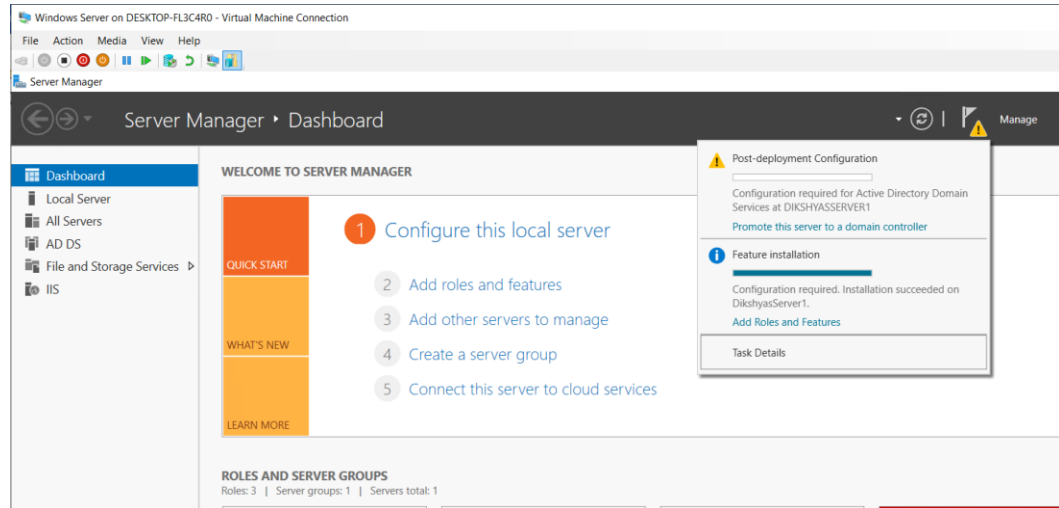 Windows Server on DESKTOP-FL3C4R0 - Virtual Machine Connection
File Action Media View Help
Server Manager
Server Manager • Dashboard
Manage
Dashboard
Local Server
All Servers
AD DS
File and Storage Services
IIS
WELCOME TO SERVER MANAGER
QUICK START
WHAT'S NEW
LEARN MORE
1 Configure this local server
2 Add roles and features
3 Add other servers to manage
4 Create a server group
5 Connect this server to cloud services
Post-deployment Configuration
Configuration required for Active Directory Domain
Services at DIKSHYASSERVER1
Promote this server to a domain controller
Feature installation
Configuration required. Installation succeeded on
DikshyasServer1.
Add Roles and Features
Task Details
ROLES AND SERVER GROUPS
Roles: 3 | Server groups: 1 | Servers total: 1